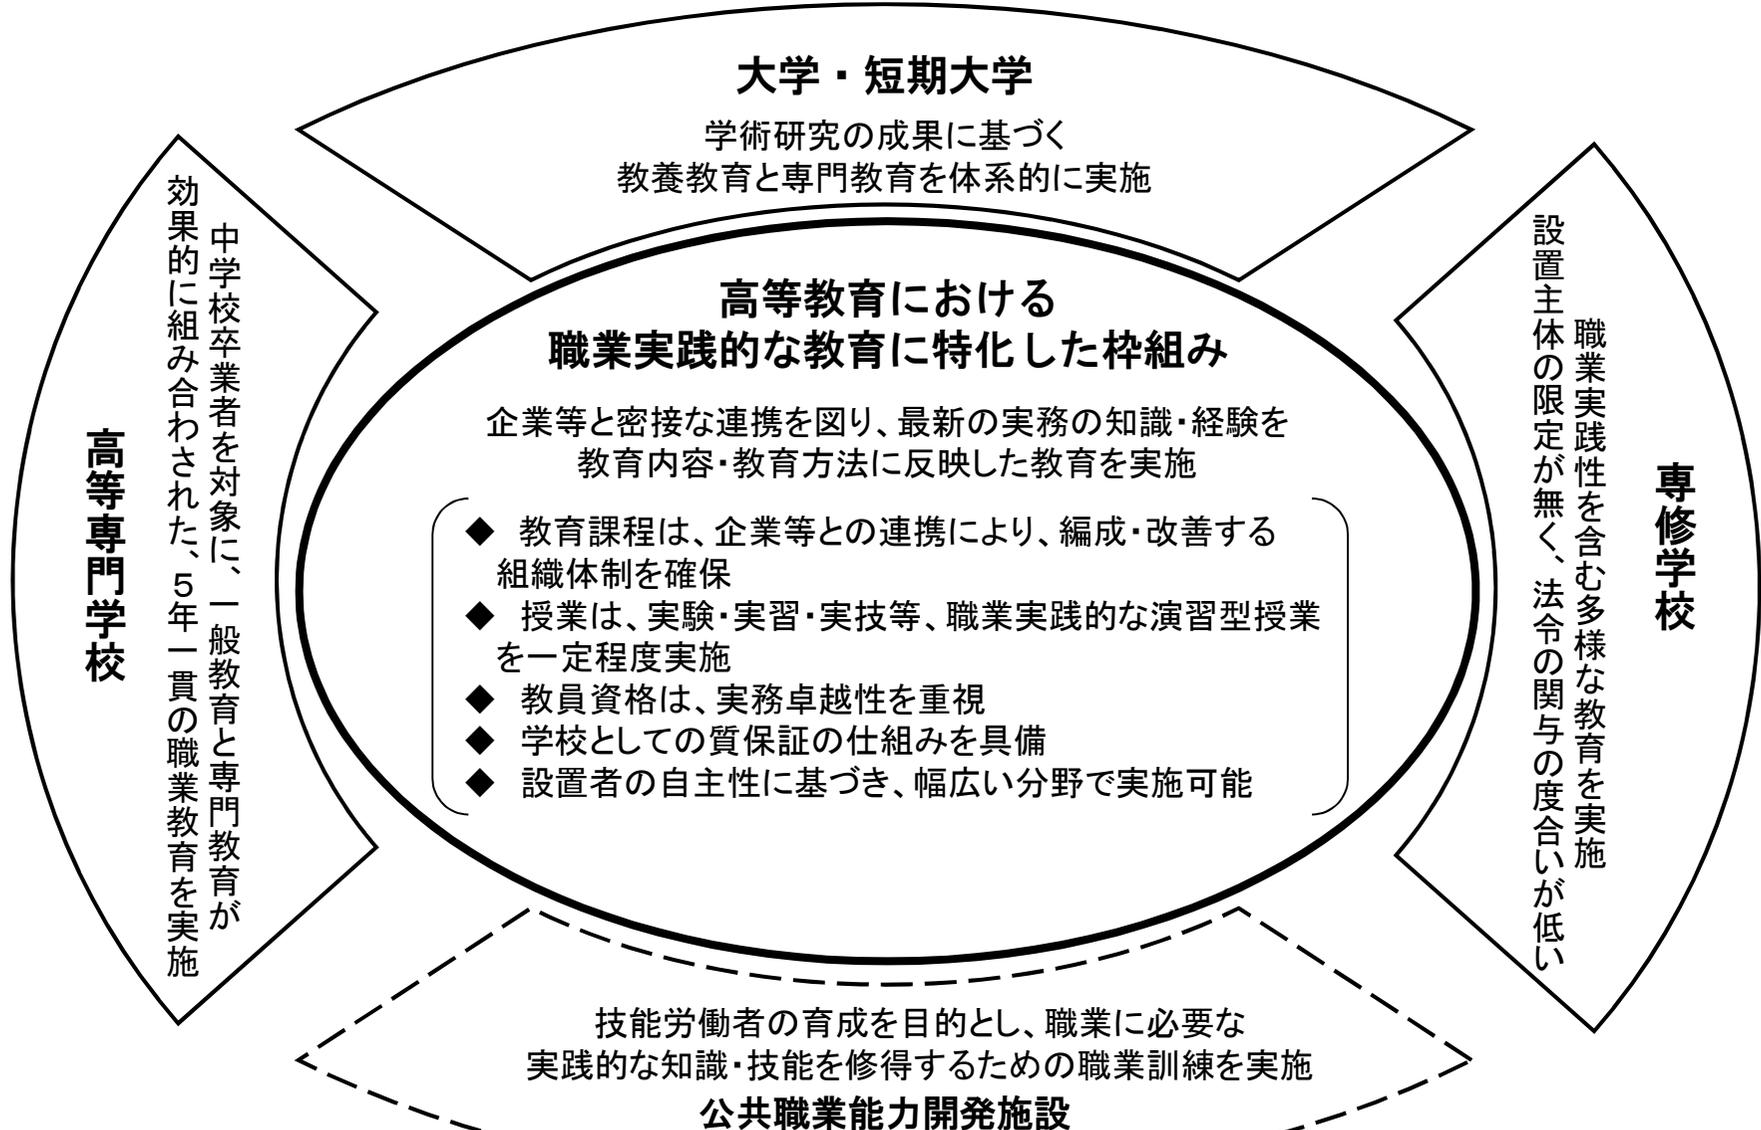 大学・短期大学
学術研究の成果に基づく
教養教育と専門教育を体系的に実施
高等教育における
職業実践的な教育に特化した枠組み
企業等と密接な連携を図り、最新の実務の知識・経験を
教育内容・教育方法に反映した教育を実施
◆ 教育課程は、企業等との連携により、編成・改善する
組織体制を確保
◆ 授業は、実験・実習・実技等、職業実践的な演習型授業
を一定程度実施
◆ 教員資格は、実務卓越性を重視
◆ 学校としての質保証の仕組みを具備
◆ 設置者の自主性に基づき、幅広い分野で実施可能
高等専門学校
中学校卒業者を対象に、一般教育と専門教育が
効果的に組み合わされた、5年一貫の職業教育を実施
専修学校
職業実践性を含む多様な教育を実施
設置主体の限定が無く、法令の関与の度合いが低い
技能労働者の育成を目的とし、職業に必要な
実践的な知識・技能を修得するための職業訓練を実施
公共職業能力開発施設